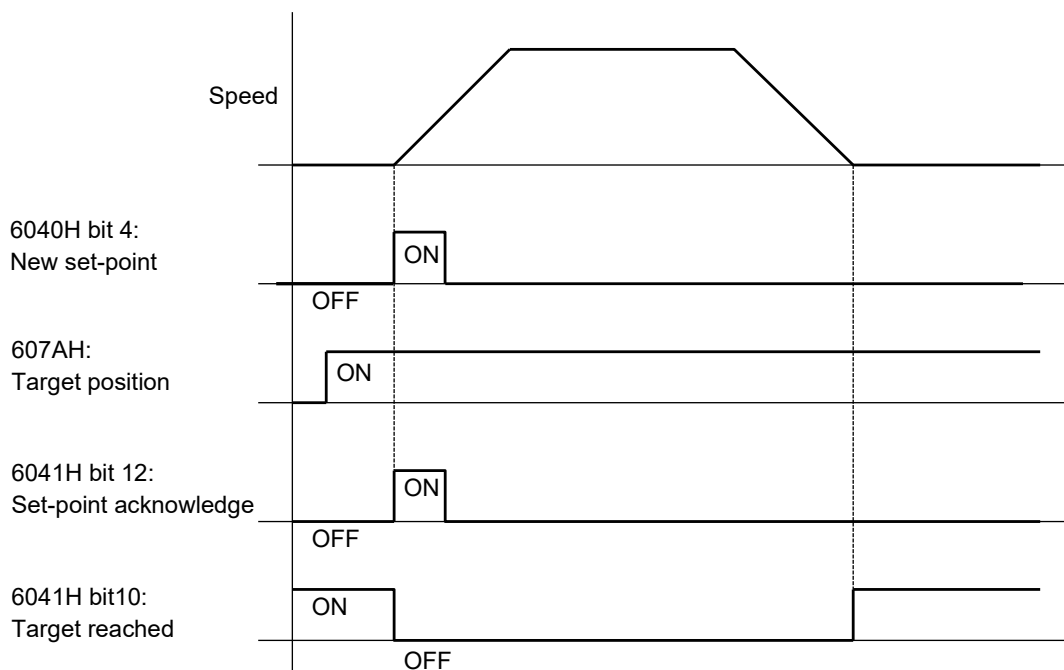 Speed
6040H bit 4:
New set-point
ON
OFF
607AH:
Target position
ON
6041H bit 12:
Set-point acknowledge
ON
OFF
6041H bit10:
Target reached
ON
OFF